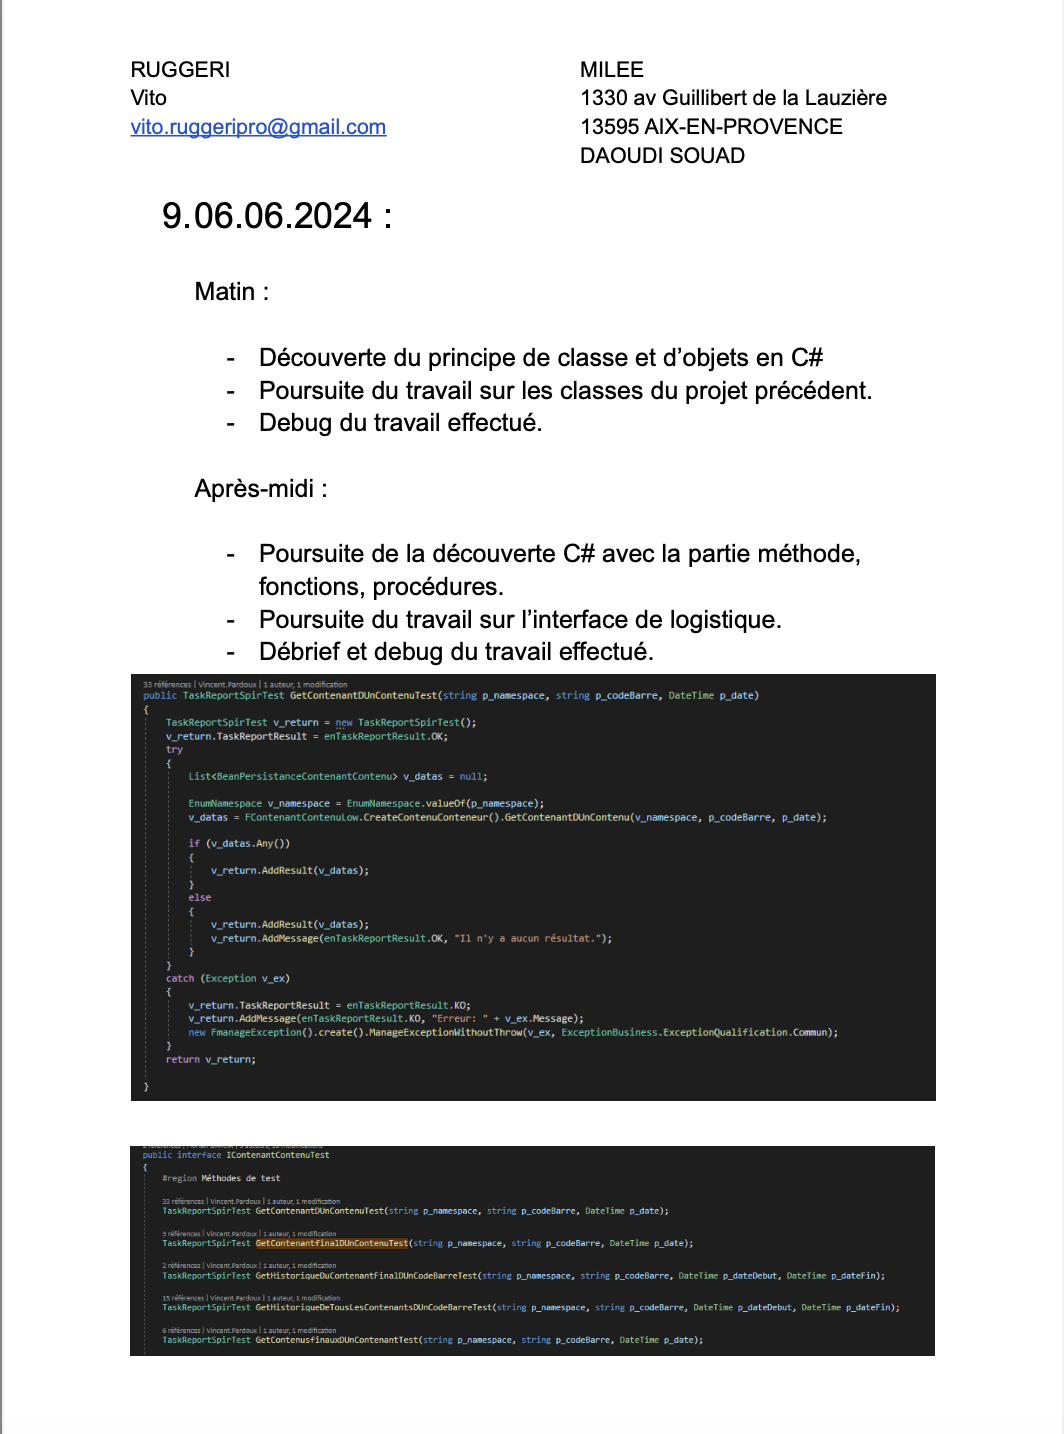 RUGGERI
Vito
vito.ruggeripro@gmail.com
MILEE
1330 av Guillibert de la Lauzière
13595 AIX-EN-PROVENCE
DAOUDI SOUAD
9.06.06.2024 :
Matin :
- Découverte du principe de classe et d’objets en C#
- Poursuite du travail sur les classes du projet précédent.
- Debug du travail effectué.
Après-midi :
- Poursuite de la découverte C# avec la partie méthode,
fonctions, procédures.
- Poursuite du travail sur l’interface de logistique.
- Débrief et debug du travail effectué.
33 références | Vincent.Pardoux | 1 auteur, 1 modification
public TaskReportSpirTest GetContenantDUnContenuTest(string p_namespace, string p_codeBarre, DateTime p_date)
{
TaskReportSpirTest v_return = new TaskReportSpirTest();
v_return.TaskReportResult = enTaskReportResult.OK;
try
{
List<BeanPersistanceContenantContenu> v_datas = null;
EnumNamespace v_namespace = EnumNamespace.valueOf(p_namespace);
v_datas = FContenantContenuLow.CreateContenuConteneur().GetContenantDUnContenu(v_namespace, p_codeBarre, p_date);
if (v_datas.Any())
{
v_return.AddResult(v_datas);
}
else
{
v_return.AddResult(v_datas);
v_return.AddMessage(enTaskReportResult.OK, "Il n'y a aucun résultat.");
}
}
catch (Exception v_ex)
{
v_return.TaskReportResult = enTaskReportResult.KO;
v_return.AddMessage(enTaskReportResult.KO, "Erreur: " + v_ex.Message);
new FmanageException().create().ManageExceptionWithoutThrow(v_ex, ExceptionBusiness.ExceptionQualification.Commun);
}
return v_return;
}
public interface IContenantContenuTest
{
#region Méthodes de test
33 références | Vincent.Pardoux | 1 auteur, 1 modification
TaskReportSpirTest GetContenantDUnContenuTest(string p_namespace, string p_codeBarre, DateTime p_date);
3 références | Vincent.Pardoux | 1 auteur, 1 modification
TaskReportSpirTest GetContenantfinalDUnContenuTest(string p_namespace, string p_codeBarre, DateTime p_date);
2 références | Vincent.Pardoux | 1 auteur, 1 modification
TaskReportSpirTest GetHistoriqueDuContenantFinalDUnCodeBarreTest(string p_namespace, string p_codeBarre, DateTime p_dateDebut, DateTime p_dateFin);
15 références | Vincent.Pardoux | 1 auteur, 1 modification
TaskReportSpirTest GetHistoriqueDeTousLesContenantsDUnCodeBarreTest(string p_namespace, string p_codeBarre, DateTime p_dateDebut, DateTime p_dateFin);
6 références | Vincent.Pardoux | 1 auteur, 1 modification
TaskReportSpirTest GetContenusfinauxDUnContenantTest(string p_namespace, string p_codeBarre, DateTime p_date);